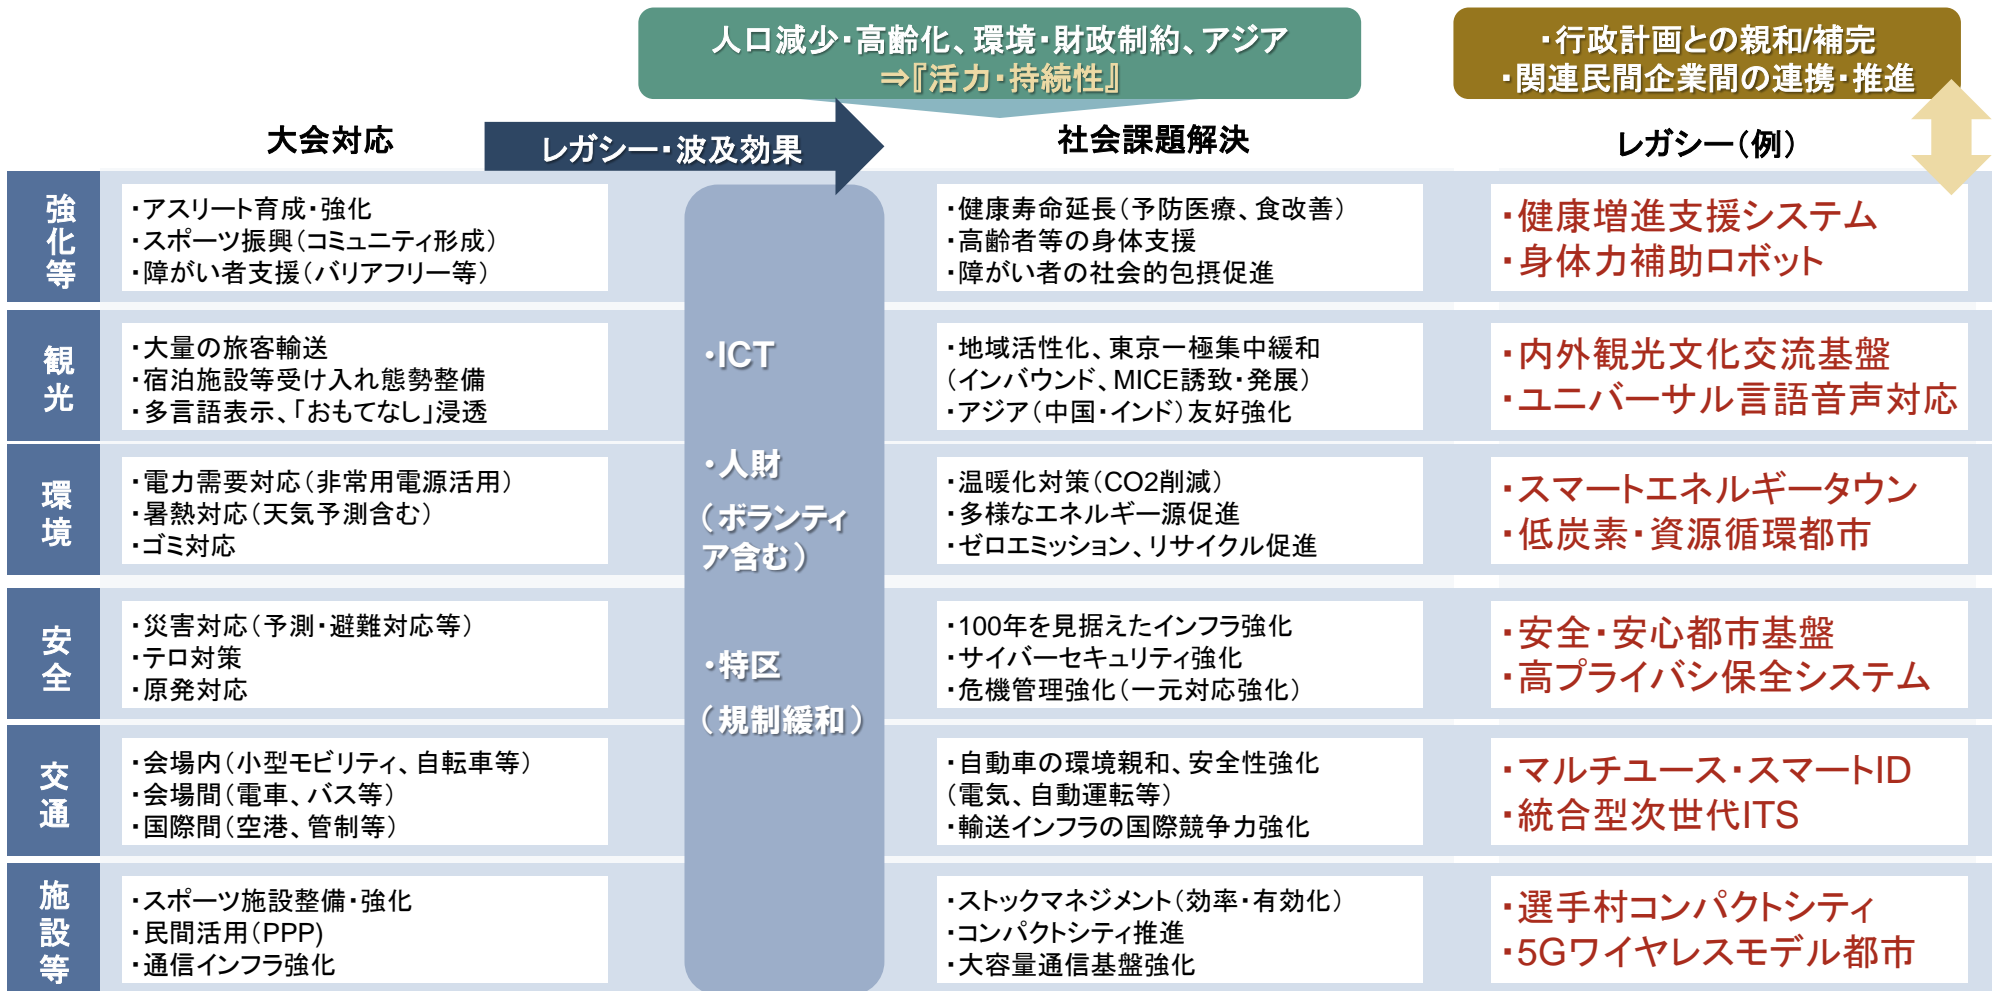 人口減少・高齢化、環境・財政制約、アジア
⇒『活力・持続性』
・行政計画との親和/補完
・関連民間企業間の連携・推進
大会対応
レガシー・波及効果
社会課題解決
レガシー(例)
強化等
・アスリート育成・強化
・スポーツ振興(コミュニティ形成)
・障がい者支援(バリアフリー等)
・健康寿命延長(予防医療、食改善)
・高齢者等の身体支援
・障がい者の社会的包摂促進
・健康増進支援システム
・身体力補助ロボット
観光
・大量の旅客輸送
・宿泊施設等受け入れ態勢整備
・多言語表示、「おもてなし」浸透
・地域活性化、東京一極集中緩和
(インバウンド、MICE誘致・発展)
・アジア(中国・インド)友好強化
・内外観光文化交流基盤
・ユニバーサル言語音声対応
環境
・電力需要対応(非常用電源活用)
・暑熱対応(天気予測含む)
・ゴミ対応
・温暖化対策(CO2削減)
・多様なエネルギー源促進
・ゼロエミッション、リサイクル促進
・スマートエネルギータウン
・低炭素・資源循環都市
安全
・災害対応(予測・避難対応等)
・テロ対策
・原発対応
・100年を見据えたインフラ強化
・サイバーセキュリティ強化
・危機管理強化(一元対応強化)
・安全・安心都市基盤
・高プライバシ保全システム
交通
・会場内(小型モビリティ、自転車等)
・会場間(電車、バス等)
・国際間(空港、管制等)
・自動車の環境親和、安全性強化
(電気、自動運転等)
・輸送インフラの国際競争力強化
・マルチユース・スマートID
・統合型次世代ITS
施設等
・スポーツ施設整備・強化
・民間活用(PPP)
・通信インフラ強化
・ストックマネジメント(効率・有効化)
・コンパクトシティ推進
・大容量通信基盤強化
・選手村コンパクトシティ
・5Gワイヤレスモデル都市
・ICT
・人財
(ボランティ
ア含む)
・特区
(規制緩和)